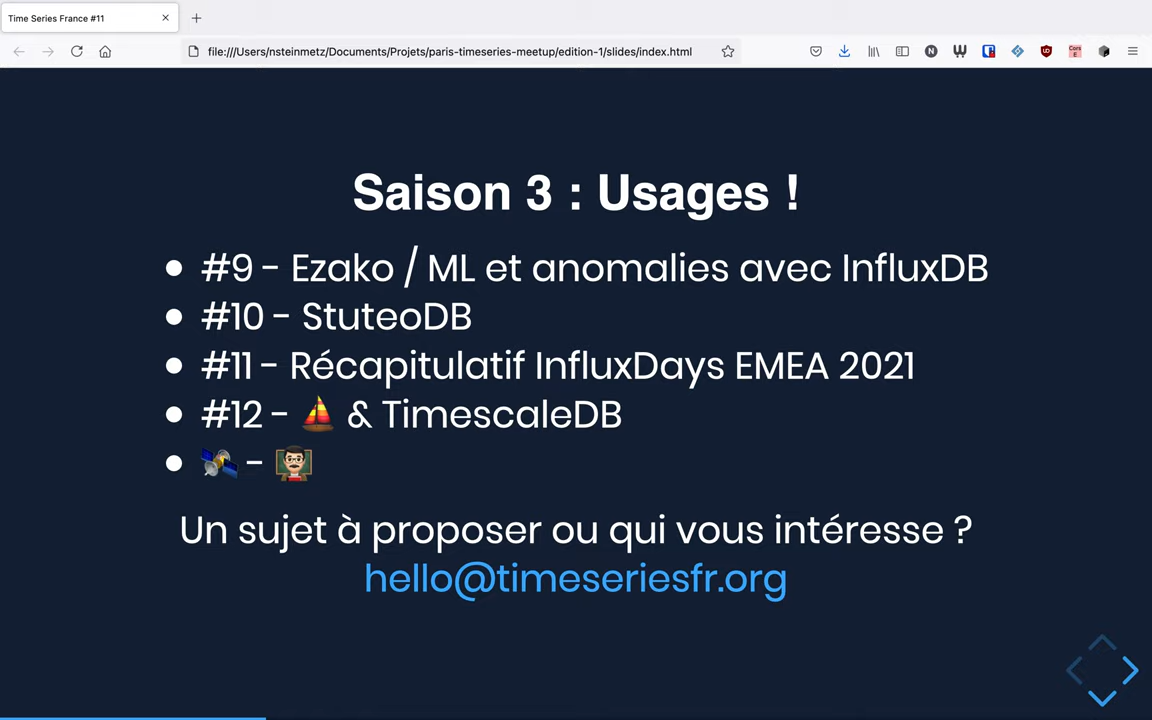 Time Series France #11
file:///Users/nsteinmetz/Documents/Projets/paris-timeseries-meetup/edition-1/slides/index.html
Saison 3 : Usages !
#9 - Ezako / ML et anomalies avec InfluxDB
#10 - StuteoDB
#11 - Récapitulatif InfluxDays EMEA 2021
#12 - ⛵ & TimescaleDB
🛰️ - 👨🏻‍🏫
Un sujet à proposer ou qui vous intéresse ?
hello@timeseriesfr.org